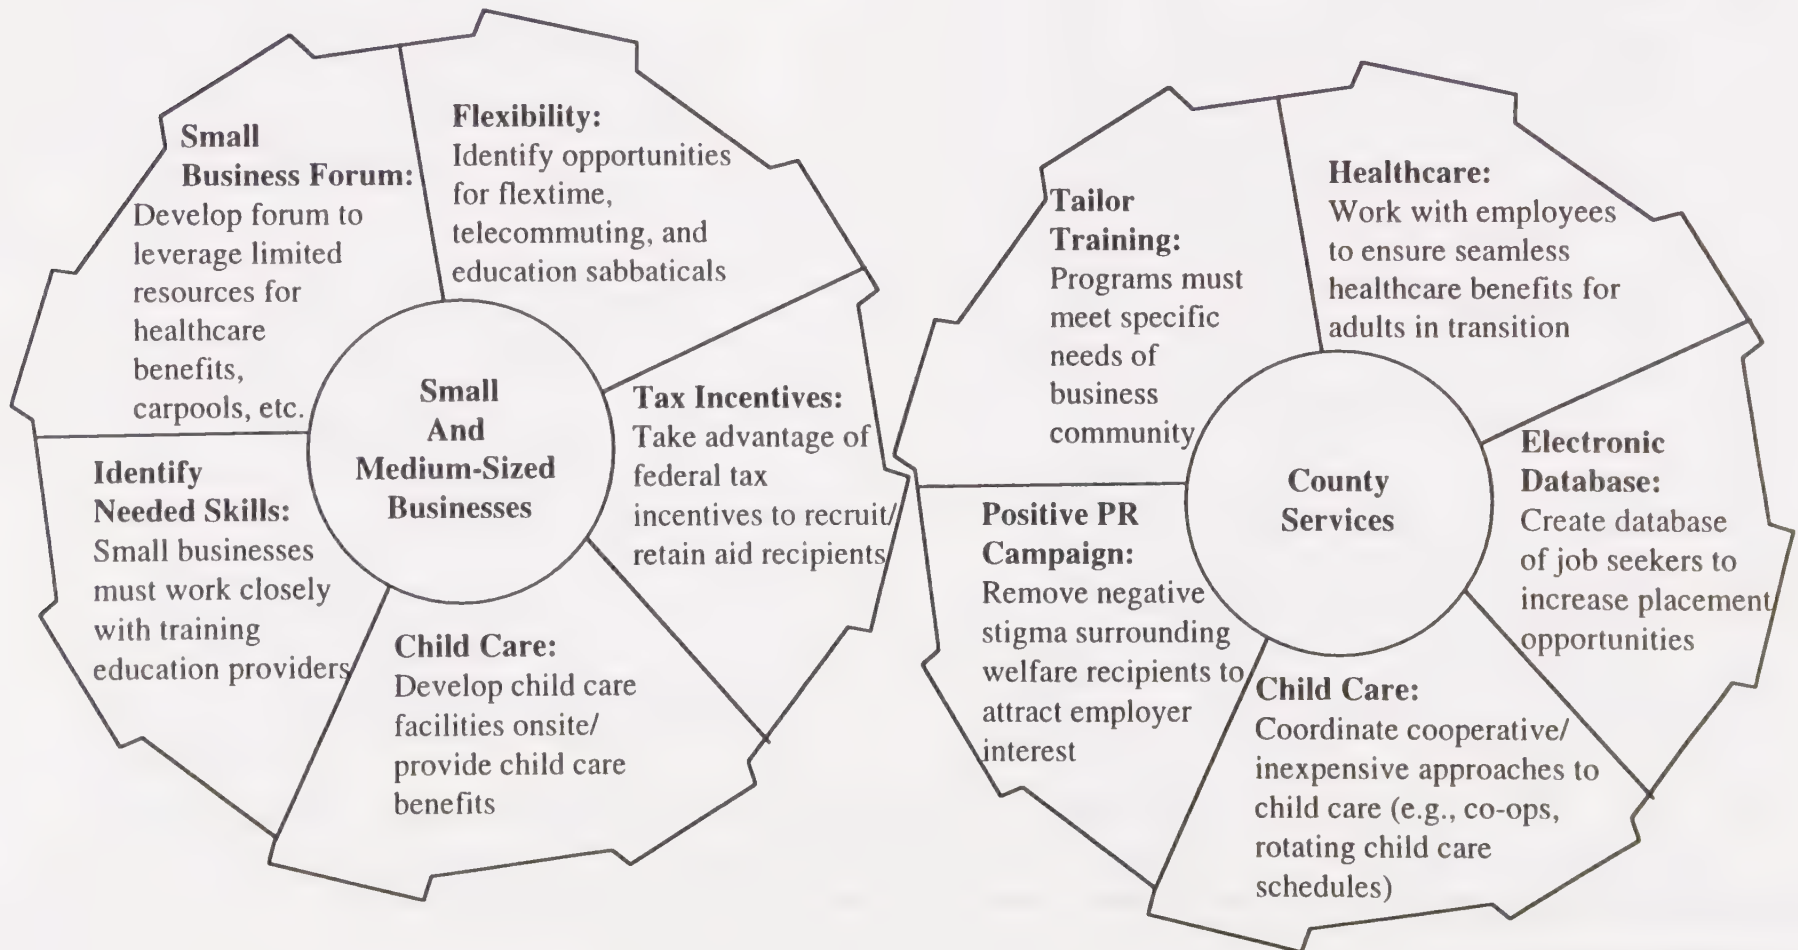 Small
Business Forum:
Develop forum to
leverage limited
resources for
healthcare
benefits,
carpools, etc.
Flexibility:
Identify opportunities
for flextime,
telecommuting, and
education sabbaticals
Tax Incentives:
Take advantage of
federal tax
incentives to recruit/
retain aid recipients
Child Care:
Develop child care
facilities onsite/
provide child care
benefits
Identify
Needed Skills:
Small businesses
must work closely
with training
education providers
Small
And
Medium-Sized
Businesses
Tailor
Training:
Programs must
meet specific
needs of
business
community
Healthcare:
Work with employees
to ensure seamless
healthcare benefits for
adults in transition
Electronic
Database:
Create database
of job seekers to
increase placement
opportunities
Child Care:
Coordinate cooperative/
inexpensive approaches to
child care (e.g., co-ops,
rotating child care
schedules)
Positive PR
Campaign:
Remove negative
stigma surrounding
welfare recipients to
attract employer
interest
County
Services